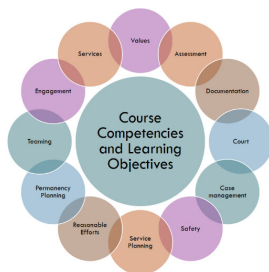 Values
Assessment
Documentation
Court
Case
management
Safety
Service
Planning
Reasonable
Efforts
Permanency
Planning
Teaming
Engagement
Services
Course
Competencies
and Learning
Objectives